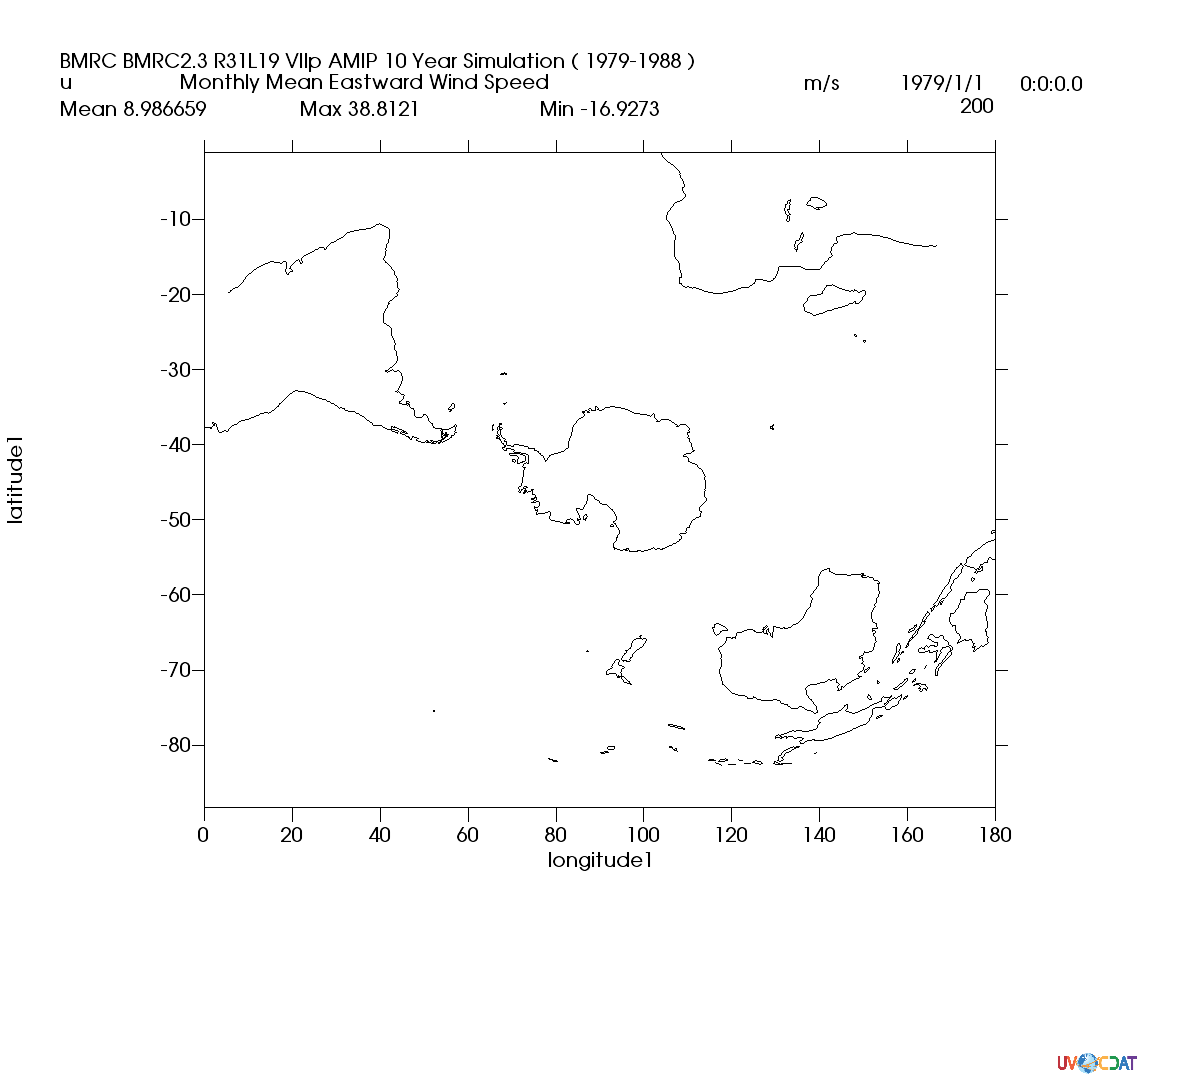 BMRC BMRC2.3 R31L19 VIIp AMIP 10 Year Simulation ( 1979-1988 )
u Monthly Mean Eastward Wind Speed m/s 1979/1/1 0:0:0.0
Mean 8.986659 Max 38.8121 Min -16.9273 200
-10
-20
-30
-40
-50
-60
-70
-80
latitude1
0 20 40 60 80 100 120 140 160 180
longitude1
UV CDAT